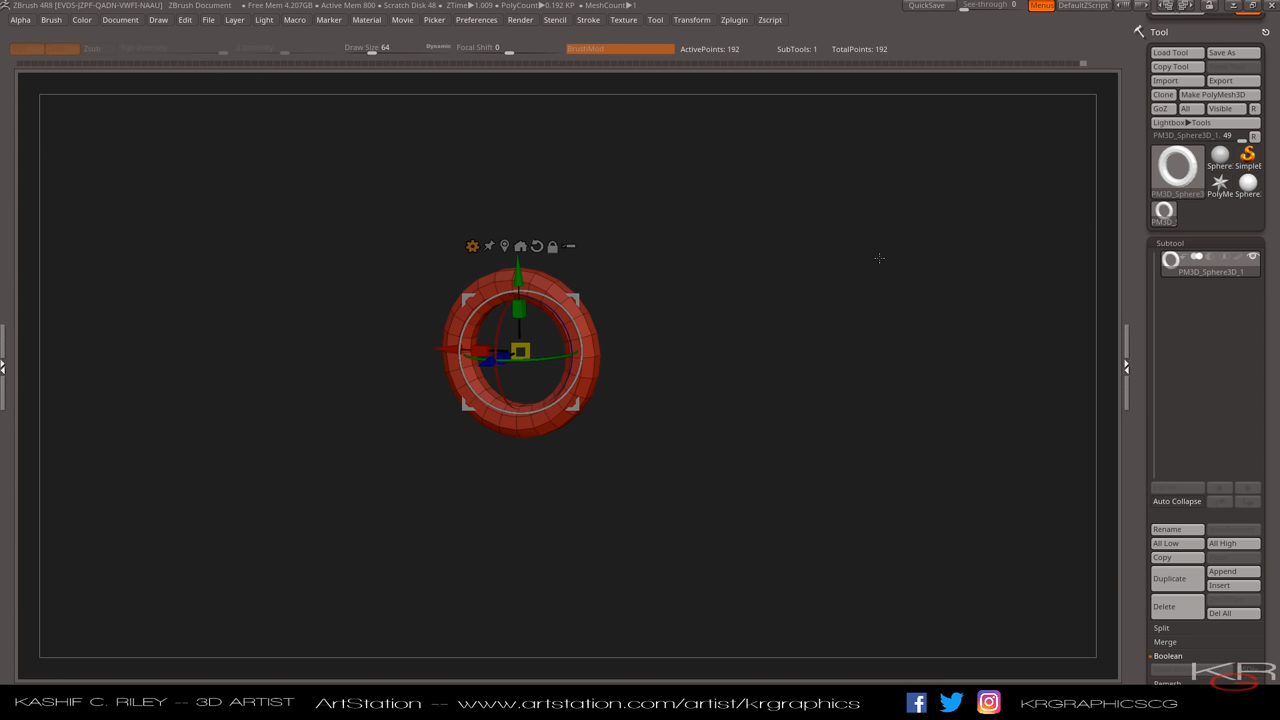 ZBrush 4R8 [EVDS-JZPF-QADN-VWFI-NAAU] ZBrush Document ● Free Mem 4.207GB ● Active Mem 800 ● Scratch Disk 48 ● ZTime▶1.009 ● PolyCount▶0.192 KP ● MeshCount▶1 QuickSave See-through 0 Menus DefaultZScript
Alpha Brush Color Document Draw Edit File Layer Light Macro Marker Material Movie Picker Preferences Render Stencil Stroke Texture Tool Transform Zplugin Zscript
Tool
Draw Size 64 Dynamic Focal Shift 0 BrushMod ActivePoints: 192 SubTools: 1 TotalPoints: 192
Load Tool Save As
Copy Tool
Import Export
Clone Make PolyMesh3D
GoZ All Visible R
Lightbox▶Tools
PM3D_Sphere3D_1. 49 R
Sphere SimpleE
PM3D_Sphere3 PolyMe Sphere
PM3D_
Subtool
PM3D_Sphere3D_1
Auto Collapse
Rename
All Low All High
Copy
Duplicate Append
Insert
Delete Del All
Split
Merge
Boolean
Remesh
KR
G
KASHIF C. RILEY -- 3D ARTIST ArtStation -- www.artstation.com/artist/krgraphics KRGRAPHICSCG